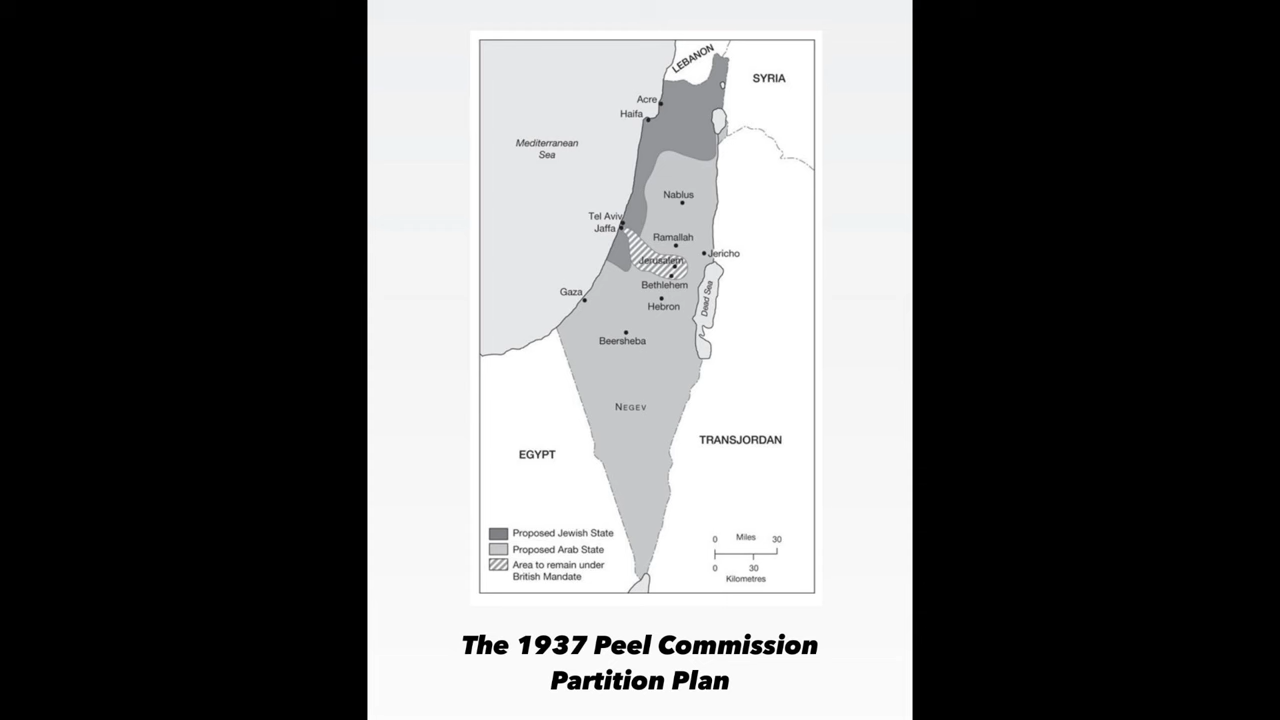 LEBANON
SYRIA
Acre
Haifa
Mediterranean
Sea
Nablus
Tel Aviv
Jaffa
Ramallah
Jericho
Jerusalem
Bethlehem
Dead Sea
Gaza
Hebron
Beersheba
NEGEV
TRANSJORDAN
EGYPT
Proposed Jewish State
Proposed Arab State
Area to remain under
British Mandate
0 Miles 30
0 30
Kilometres
The 1937 Peel Commission
Partition Plan